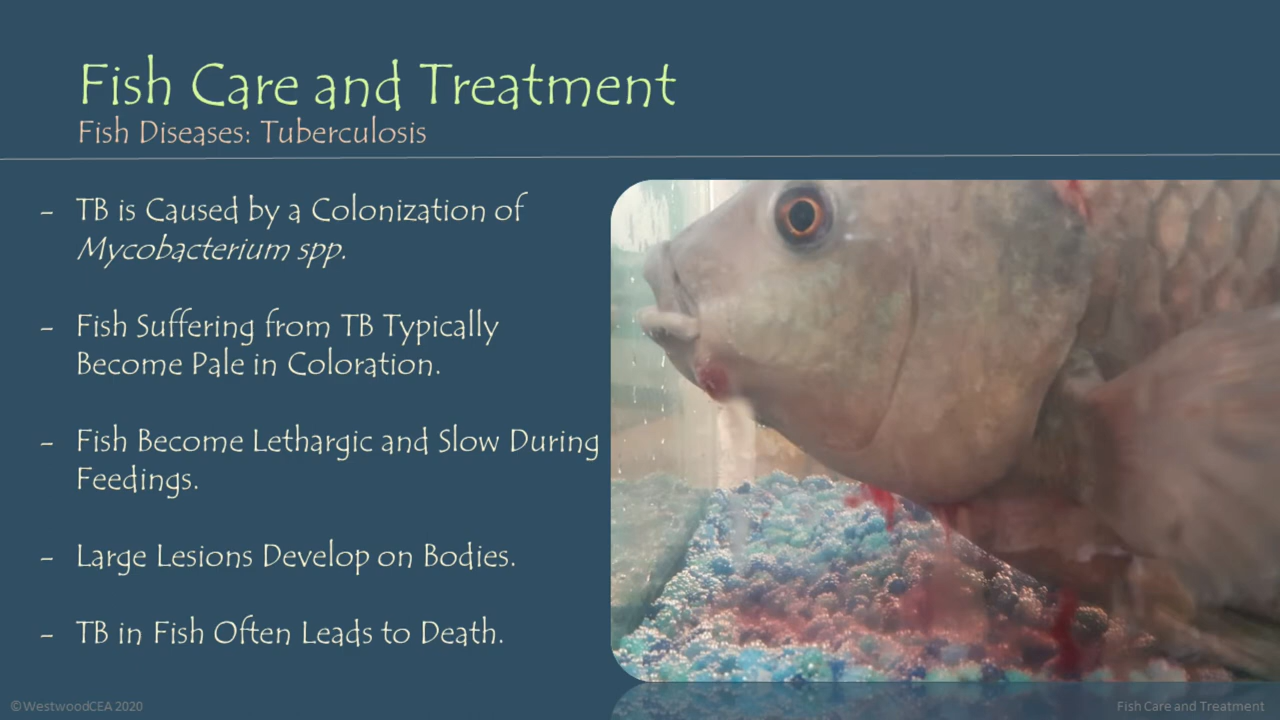 Fish Care and Treatment
Fish Diseases: Tuberculosis
- TB is Caused by a Colonization of
Mycobacterium spp.
- Fish Suffering from TB Typically
Become Pale in Coloration.
- Fish Become Lethargic and Slow During
Feedings.
- Large Lesions Develop on Bodies.
- TB in Fish Often Leads to Death.
©WestwoodCEA 2020
Fish Care and Treatment